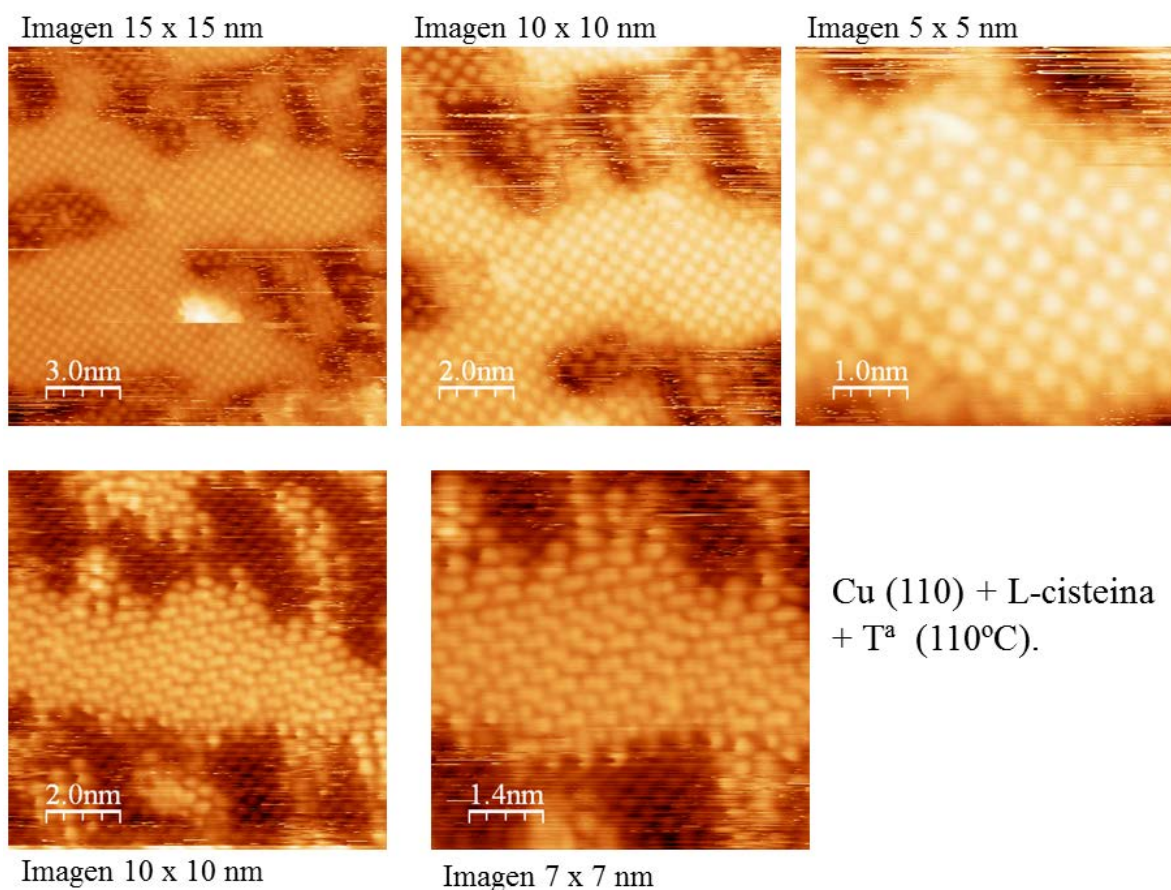 Imagen 15 x 15 nm
Imagen 10 x 10 nm
Imagen 5 x 5 nm
3.0nm
2.0nm
1.0nm
2.0nm
1.4nm
Cu (110) + L-cisteina
+ Tª (110ºC).
Imagen 10 x 10 nm
Imagen 7 x 7 nm